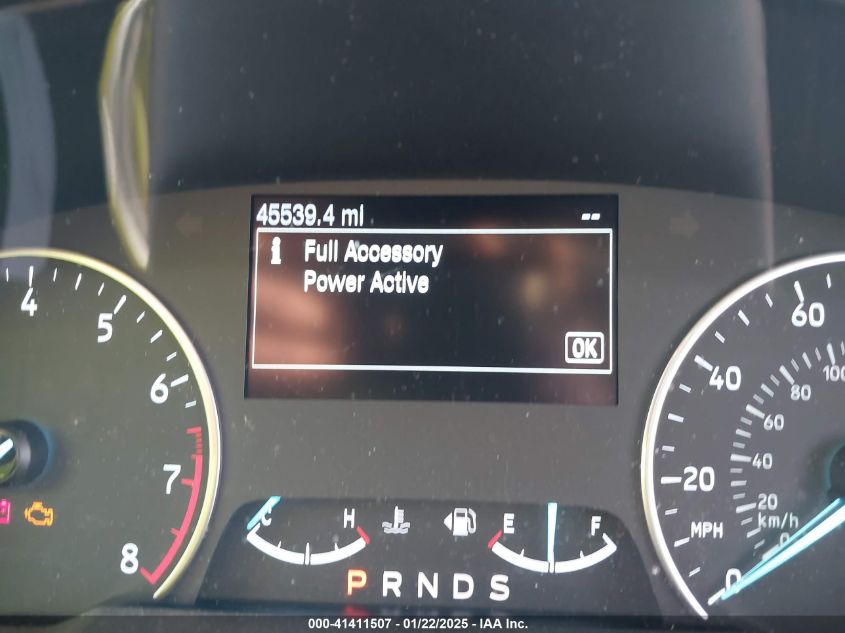 45539.4 mi --
i Full Accessory
Power Active
OK
4
5
6
7
8
C H
E F
P R N D S
60
40
20
0
MPH
100
80
60
40
20
0
km/h
000-41411507 - 01/22/2025 - IAA Inc.